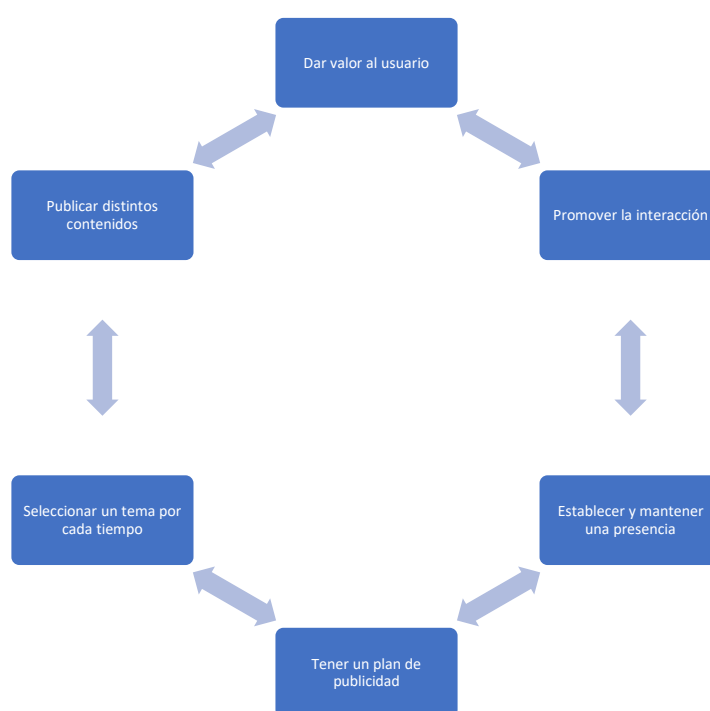 Dar valor al usuario
Promover la interacción
Establecer y mantener
una presencia
Tener un plan de
publicidad
Seleccionar un tema por
cada tiempo
Publicar distintos
contenidos